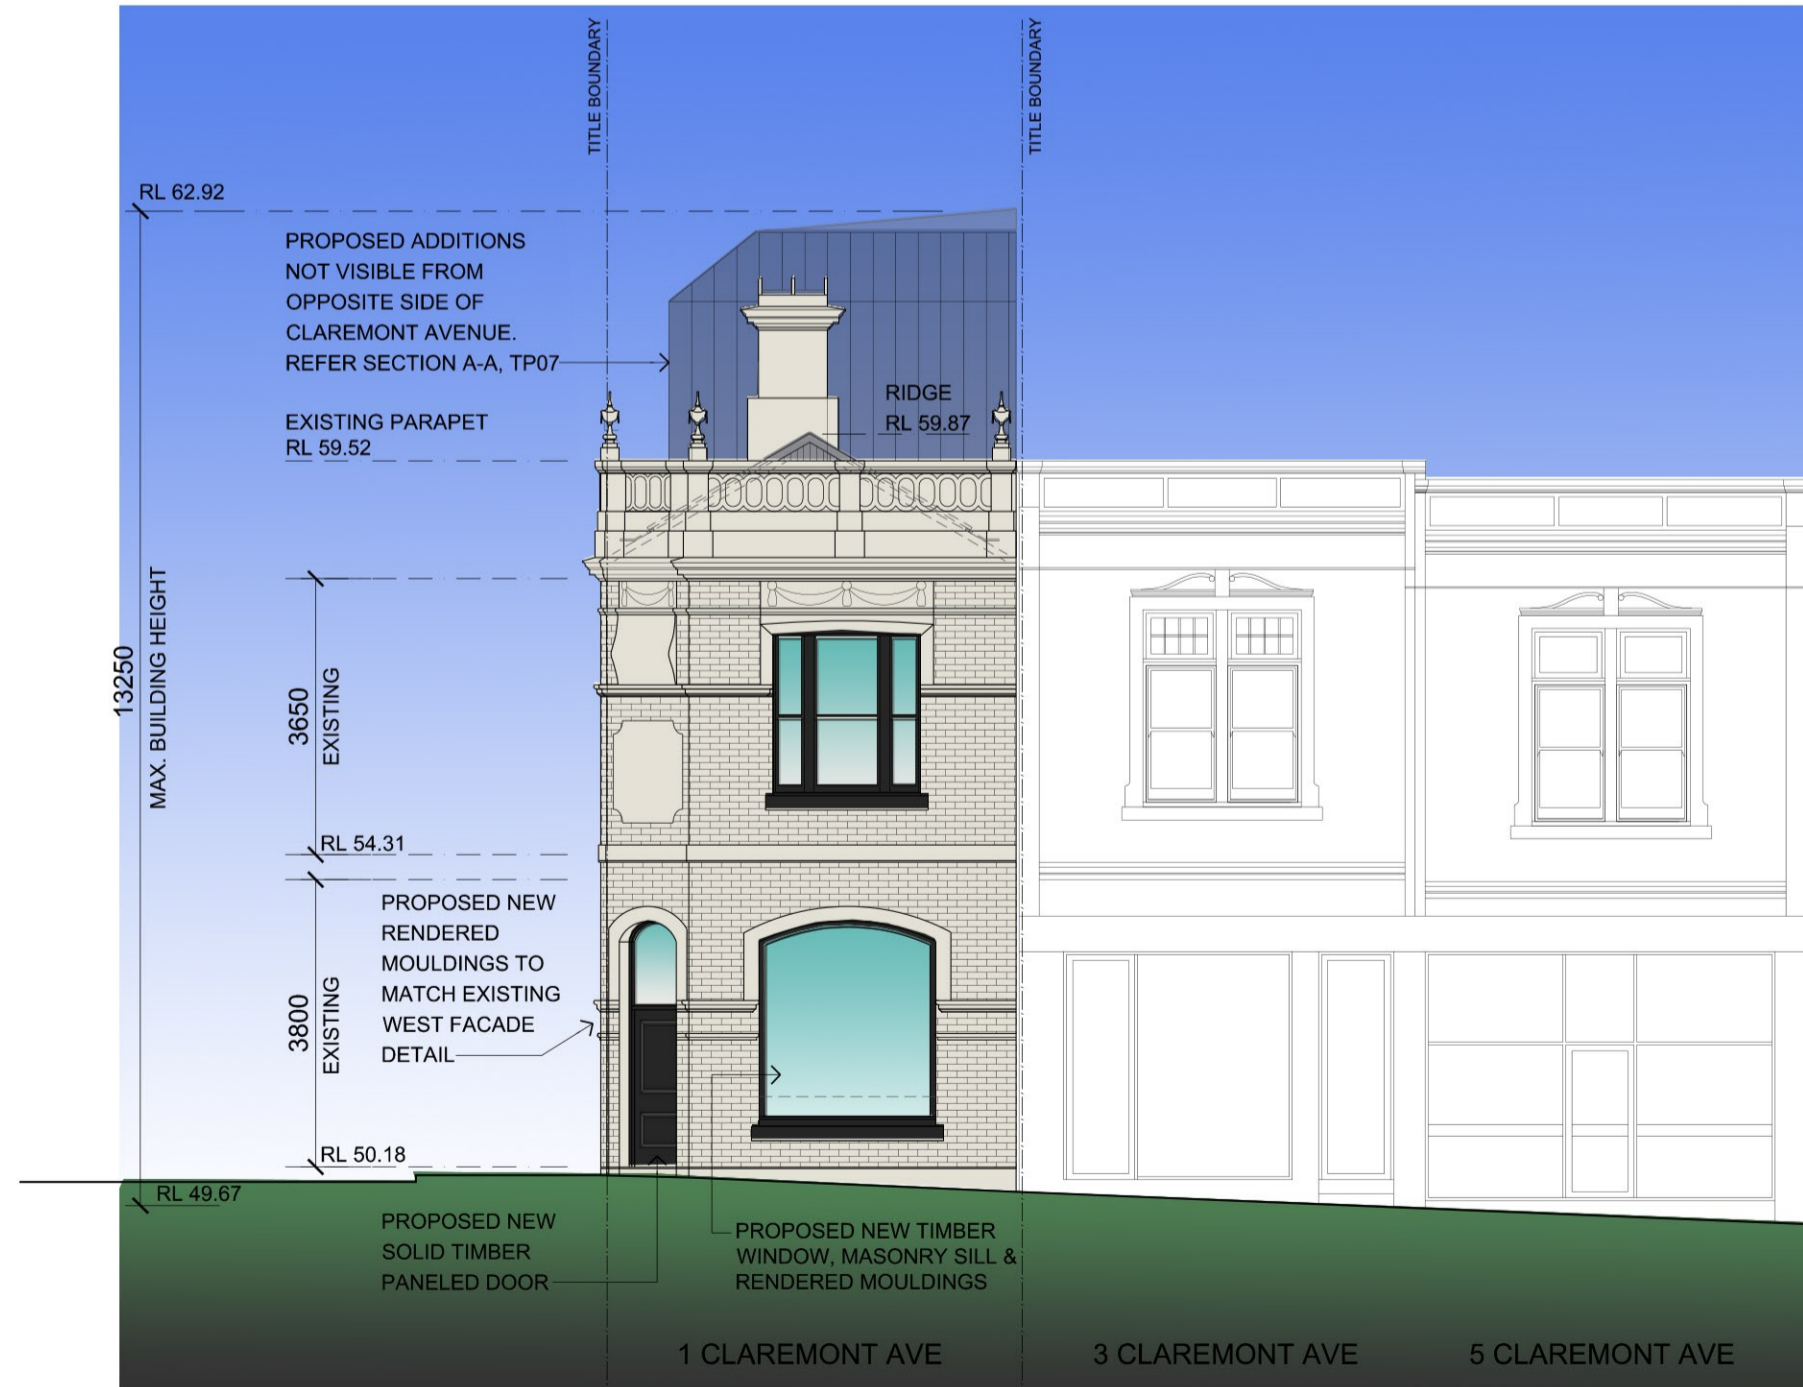 TITLE BOUNDARY
TITLE BOUNDARY
RL 62.92
PROPOSED ADDITIONS
NOT VISIBLE FROM
OPPOSITE SIDE OF
CLAREMONT AVENUE.
REFER SECTION A-A, TP07
RIDGE
RL 59.87
EXISTING PARAPET
RL 59.52
13250
MAX. BUILDING HEIGHT
3650
EXISTING
RL 54.31
PROPOSED NEW
RENDERED
MOULDINGS TO
MATCH EXISTING
WEST FACADE
DETAIL
3800
EXISTING
RL 50.18
RL 49.67
PROPOSED NEW
SOLID TIMBER
PANELED DOOR
PROPOSED NEW TIMBER
WINDOW, MASONRY SILL &
RENDERED MOULDINGS
1 CLAREMONT AVE
3 CLAREMONT AVE
5 CLAREMONT AVE